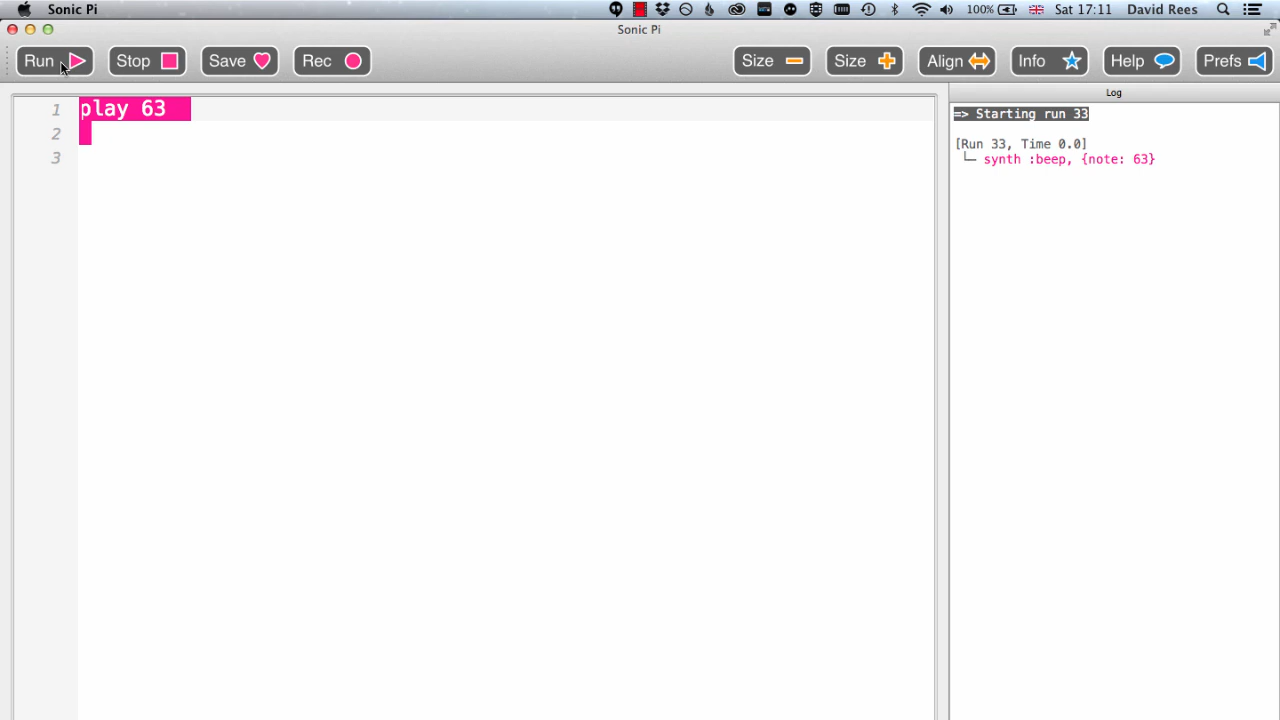 Sonic Pi 100% Sat 17:11 David Rees
Sonic Pi
Run Stop Save Rec Size Size Align Info Help Prefs
Log
1 play 63
2
3
=> Starting run 33
[Run 33, Time 0.0]
└─ synth :beep, {note: 63}